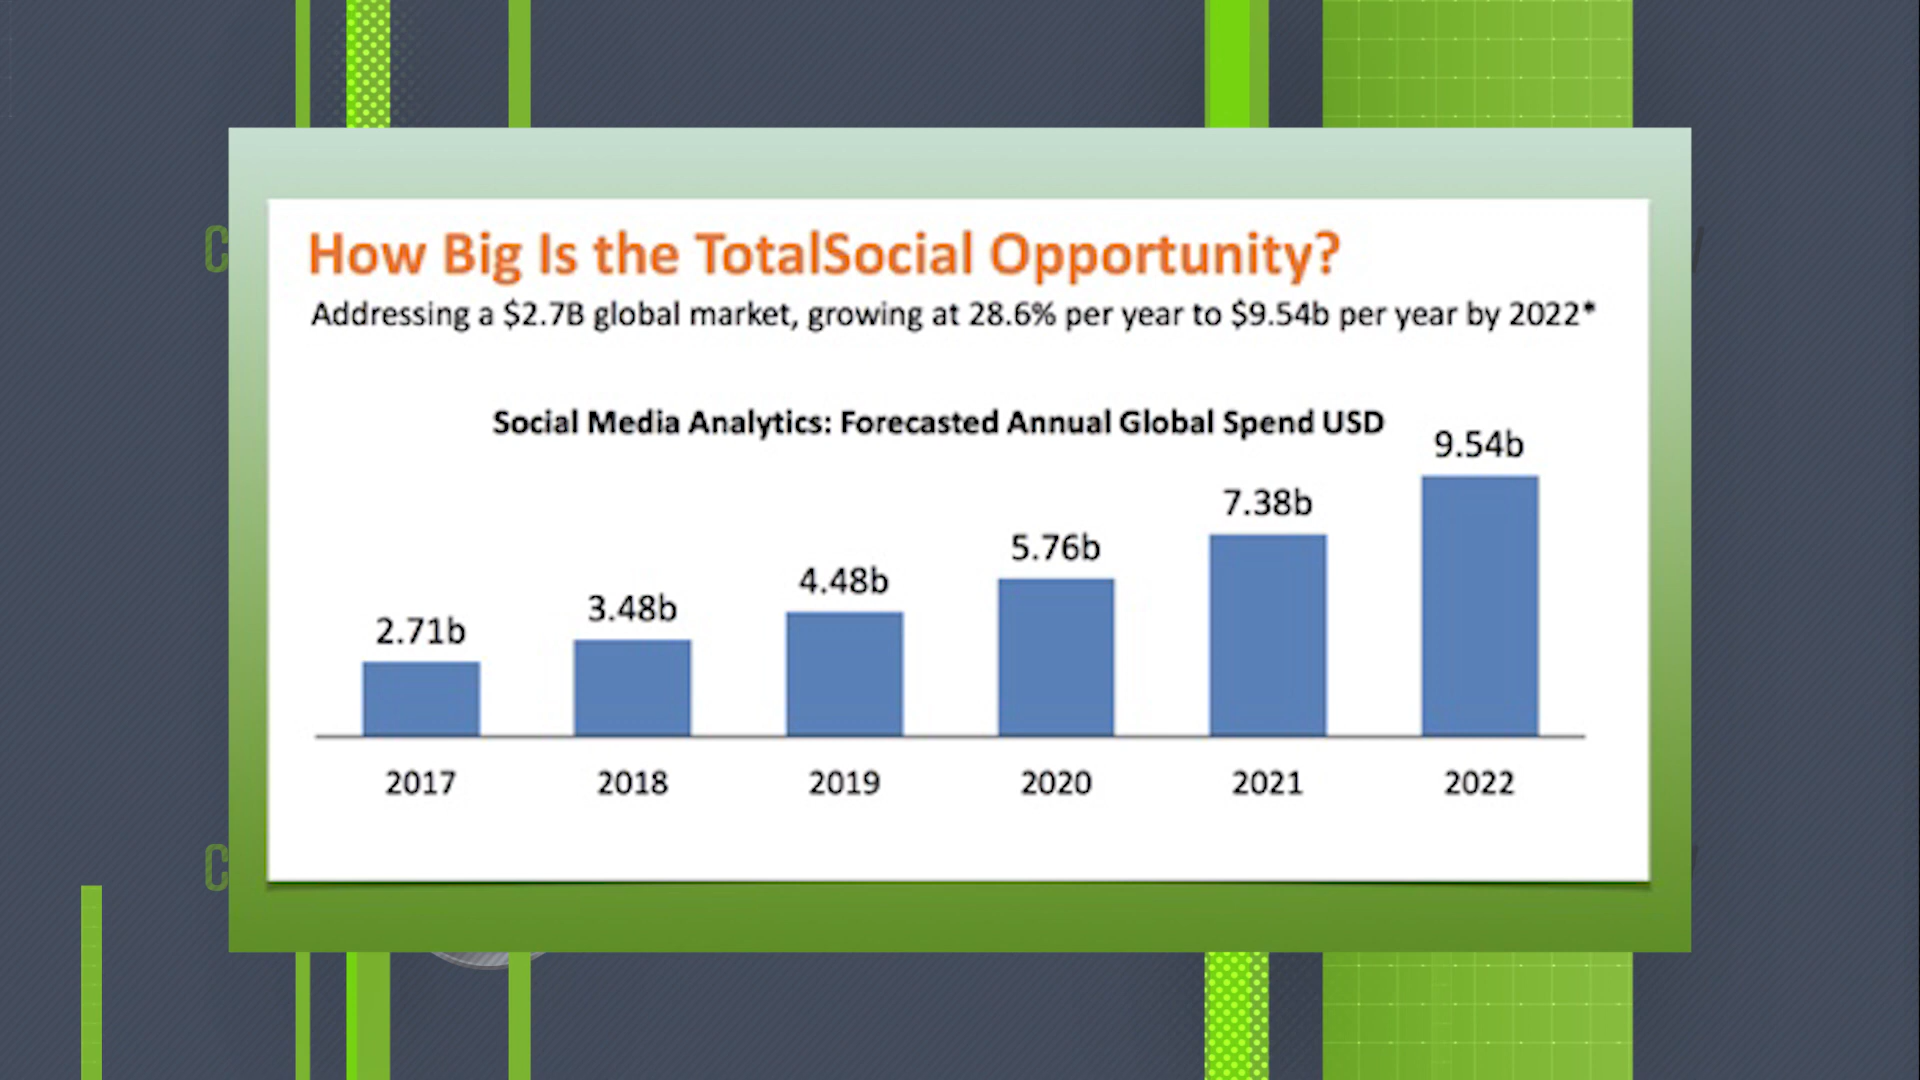 How Big Is the TotalSocial Opportunity?
Addressing a $2.7B global market, growing at 28.6% per year to $9.54b per year by 2022*
Social Media Analytics: Forecasted Annual Global Spend USD
2.71b
3.48b
4.48b
5.76b
7.38b
9.54b
2017
2018
2019
2020
2021
2022